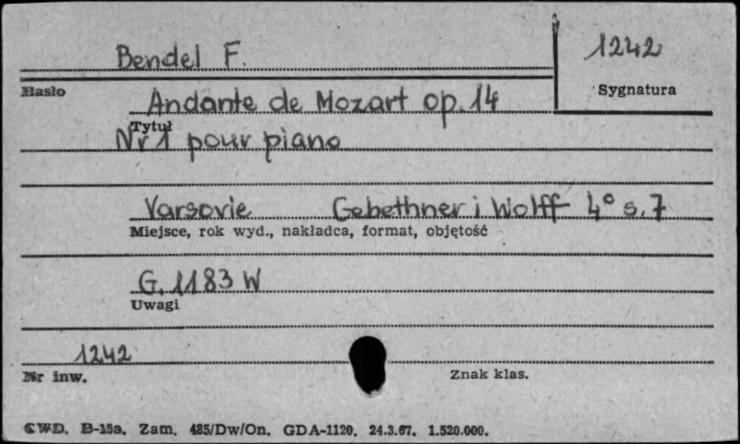 Bendel F.
1242
Hasło
Sygnatura
Andante de Mozart op. 14
Tytuł
Nr 1 pour piano
Varsovie Gebethner i Wolff 4° s. 7
Miejsce, rok wyd., nakładca, format, objętość
G. 1183 W
Uwagi
1242
Nr inw.
Znak klas.
CWD. B-15a. Zam. 485/Dw/On. GDA-1120. 24.3.67. 1.520.000.